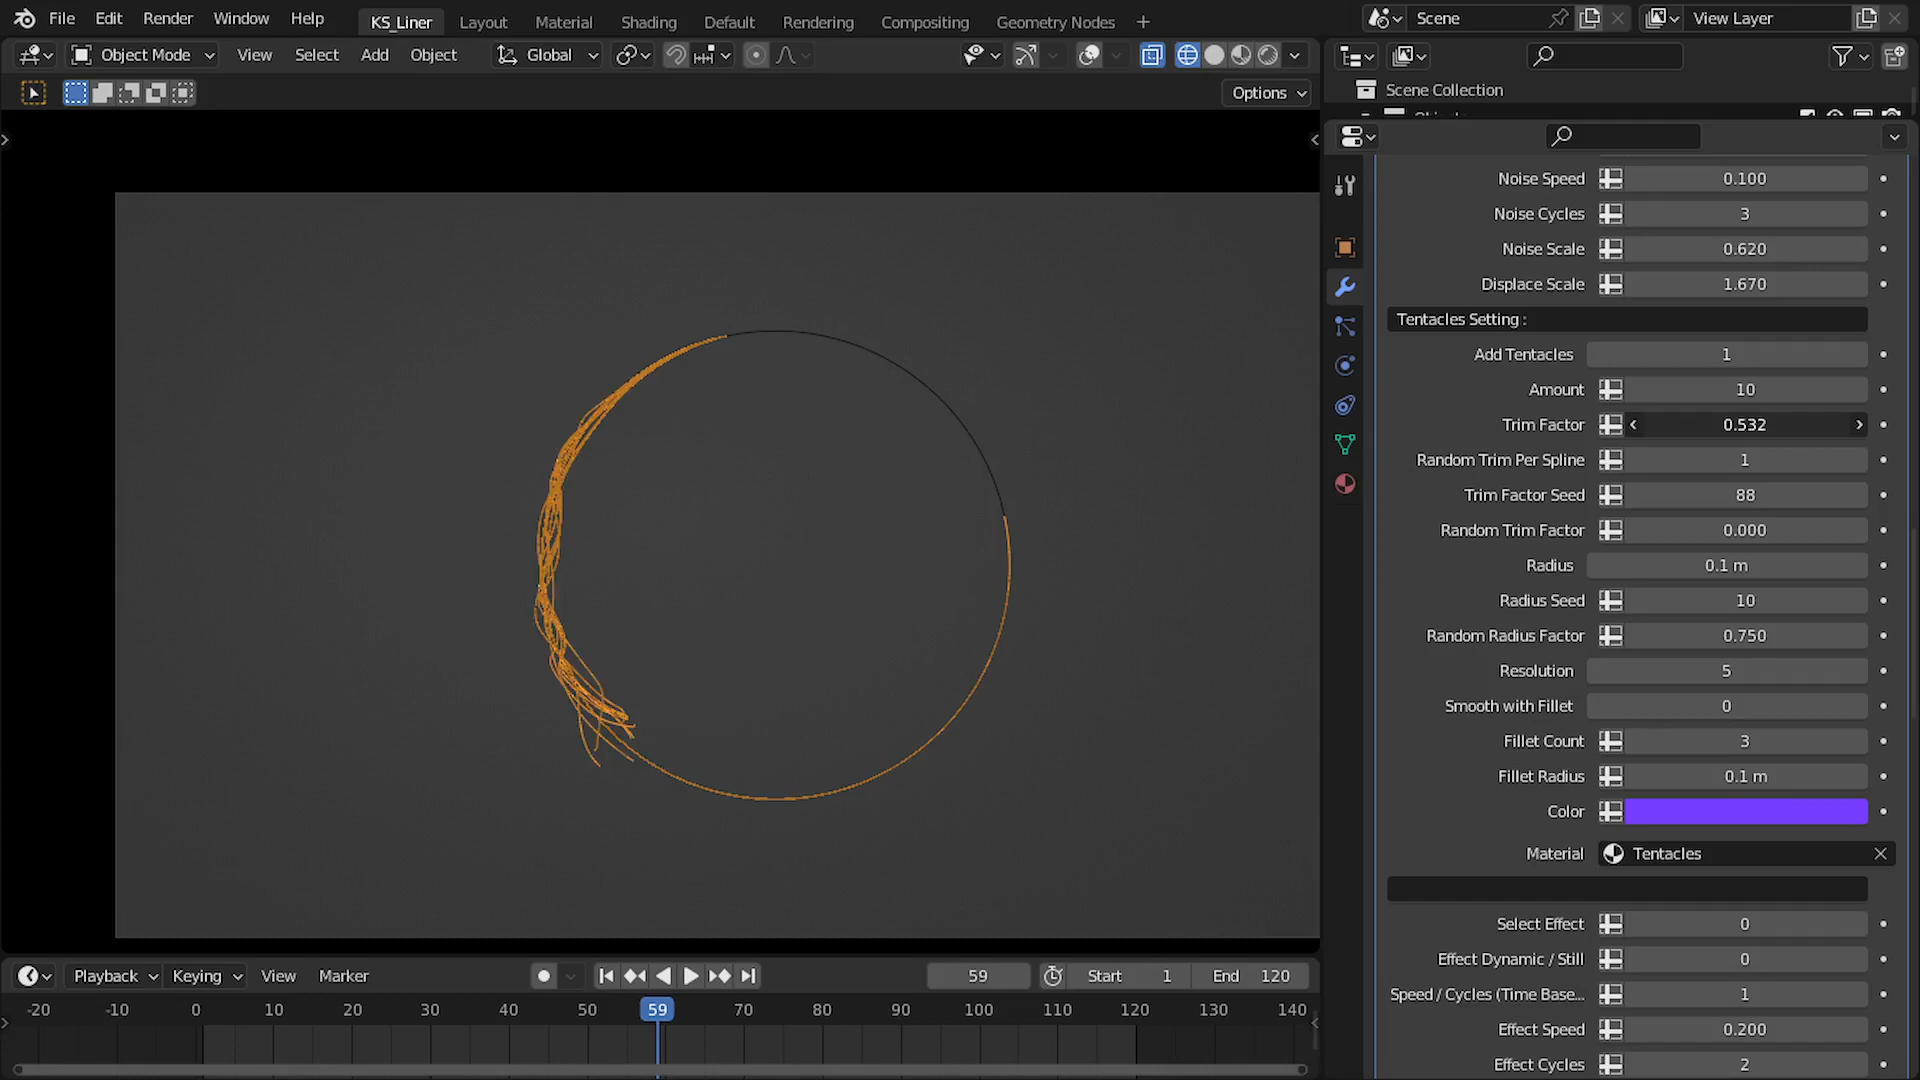 File Edit Render Window Help KS_Liner Layout Material Shading Default Rendering Compositing Geometry Nodes + Scene View Layer
Object Mode View Select Add Object Global
Options
Scene Collection
Noise Speed 0.100
Noise Cycles 3
Noise Scale 0.620
Displace Scale 1.670
Tentacles Setting :
Add Tentacles 1
Amount 10
Trim Factor 0.532
Random Trim Per Spline 1
Trim Factor Seed 88
Random Trim Factor 0.000
Radius 0.1 m
Radius Seed 10
Random Radius Factor 0.750
Resolution 5
Smooth with Fillet 0
Fillet Count 3
Fillet Radius 0.1 m
Color
Material Tentacles
Select Effect 0
Effect Dynamic / Still 0
Speed / Cycles (Time Base... 1
Effect Speed 0.200
Effect Cycles 2
Playback Keying View Marker 59 Start 1 End 120
-20 -10 0 10 20 30 40 50 59 70 80 90 100 110 120 130 140